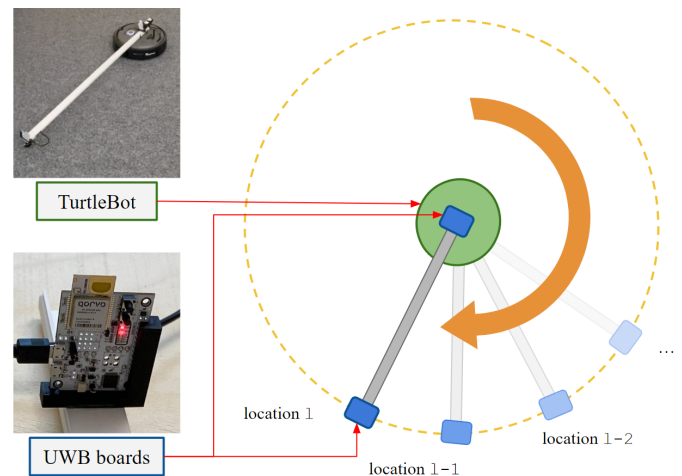 TurtleBot
QORVO
UWB boards
location l
location l-1
location l-2
...